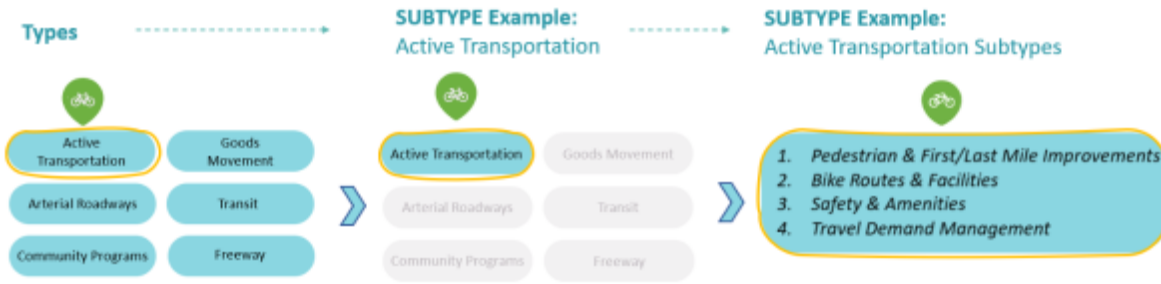 Types
SUBTYPE Example:
Active Transportation
SUBTYPE Example:
Active Transportation Subtypes
Active
Transportation
Goods
Movement
Arterial Roadways
Transit
Community Programs
Freeway
Active Transportation
Goods Movement
Arterial Roadways
Transit
Community Programs
Freeway
1. Pedestrian & First/Last Mile Improvements
2. Bike Routes & Facilities
3. Safety & Amenities
4. Travel Demand Management